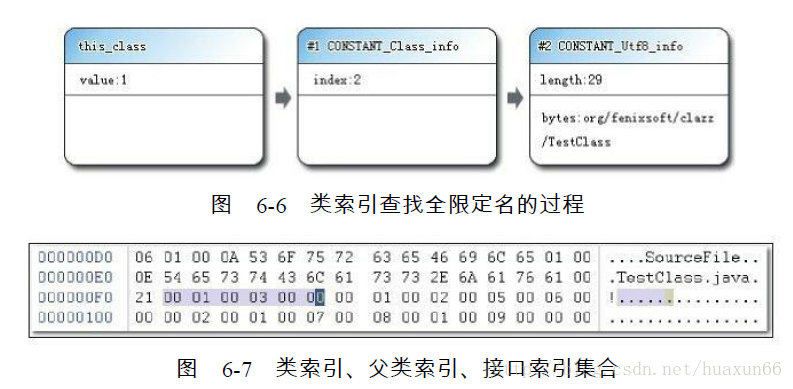 this_class
value:1
#1 CONSTANT_Class_info
index:2
#2 CONSTANT_Utf8_info
length:29
bytes:org/fenixsoft/clazz
/TestClass
图 6-6 类索引查找全限定名的过程
000000D0 06 01 00 0A 53 6F 75 72 63 65 46 69 6C 65 01 00 ....SourceFile..
000000E0 0E 54 65 73 74 43 6C 61 73 73 2E 6A 61 76 61 00 .TestClass.java.
000000F0 21 00 01 00 03 00 00 00 01 00 02 00 05 00 06 00 !...............
00000100 00 00 02 00 01 00 07 00 08 00 01 00 09 00 00 00 ................
图 6-7 类索引、父类索引、接口索引集合
csdn.net/huaxun66